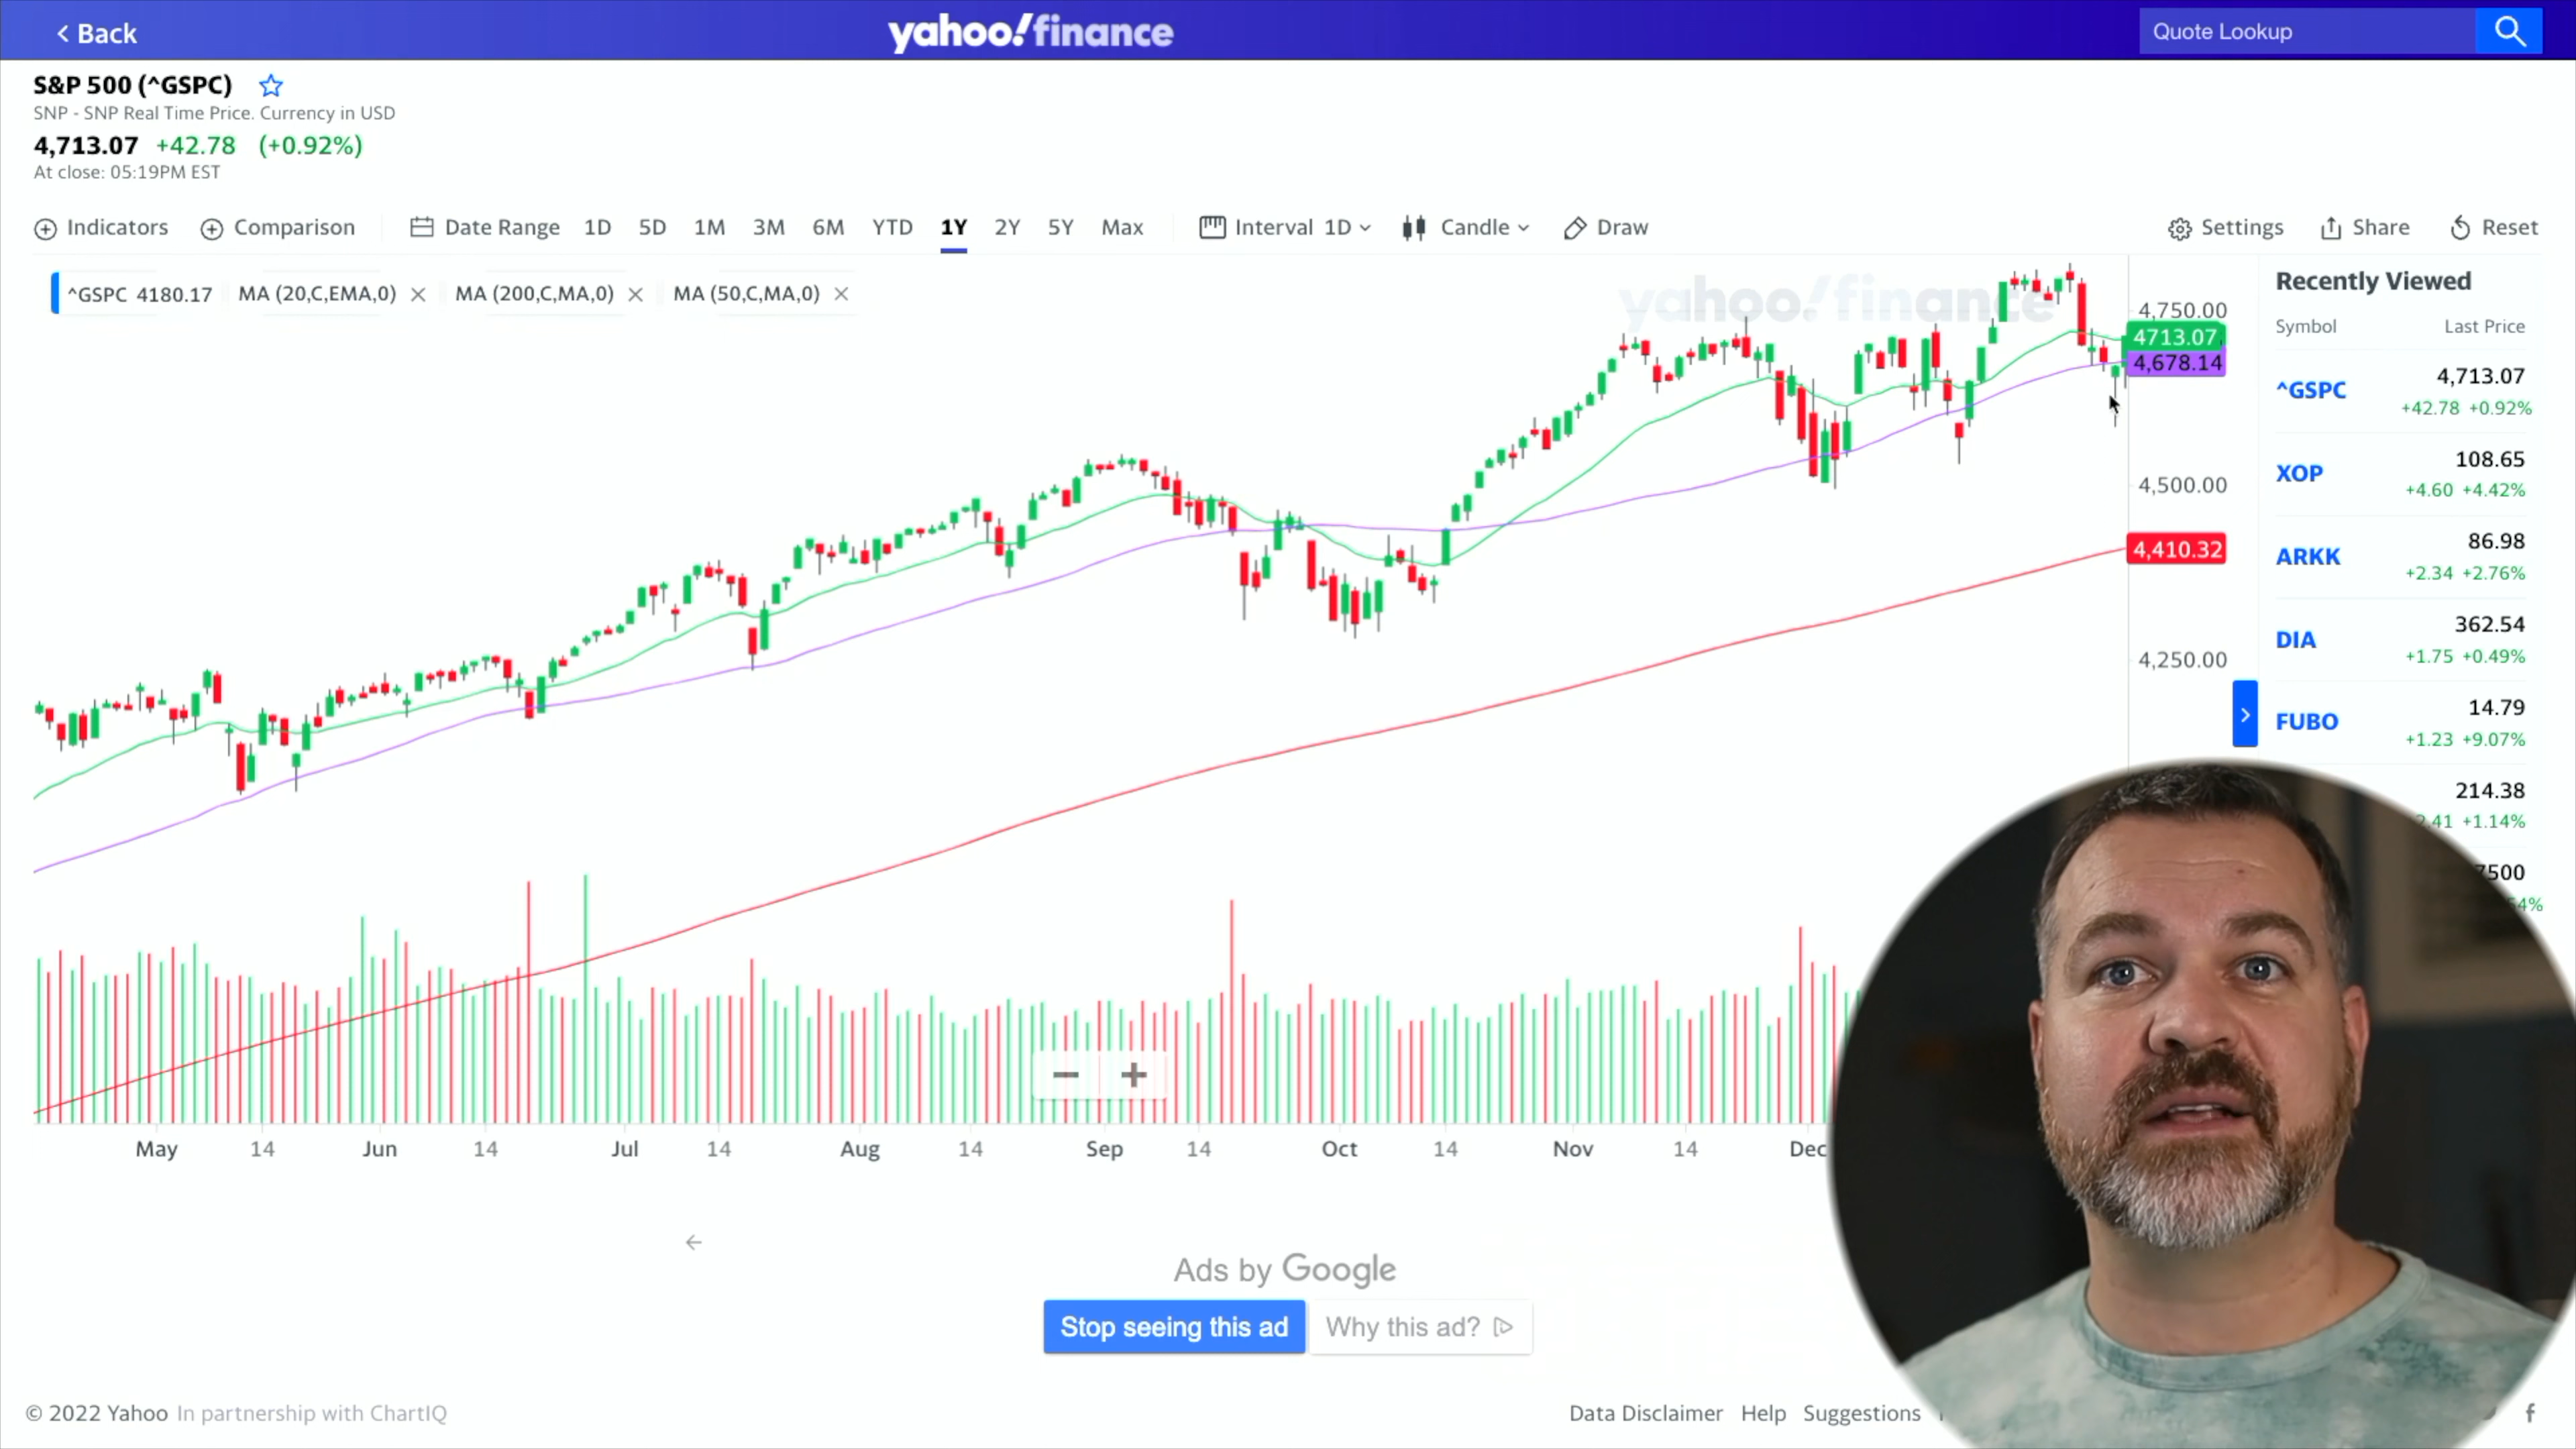 Back
yahoo!finance
Quote Lookup
S&P 500 (^GSPC)
SNP - SNP Real Time Price. Currency in USD
4,713.07 +42.78 (+0.92%)
At close: 05:19PM EST
Indicators Comparison Date Range 1D 5D 1M 3M 6M YTD 1Y 2Y 5Y Max Interval 1D Candle Draw Settings Share Reset
^GSPC 4180.17 MA (20,C,EMA,0) MA (200,C,MA,0) MA (50,C,MA,0)
yahoo!finance
4,750.00
4713.07
4,678.14
4,500.00
4,410.32
4,250.00
Recently Viewed
Symbol Last Price
^GSPC 4,713.07
+42.78 +0.92%
XOP 108.65
+4.60 +4.42%
ARKK 86.98
+2.34 +2.76%
DIA 362.54
+1.75 +0.49%
FUBO 14.79
+1.23 +9.07%
214.38
+1.14%
May 14 Jun 14 Jul 14 Aug 14 Sep 14 Oct 14 Nov 14 Dec
Ads by Google
Stop seeing this ad Why this ad?
© 2022 Yahoo In partnership with ChartIQ
Data Disclaimer Help Suggestions